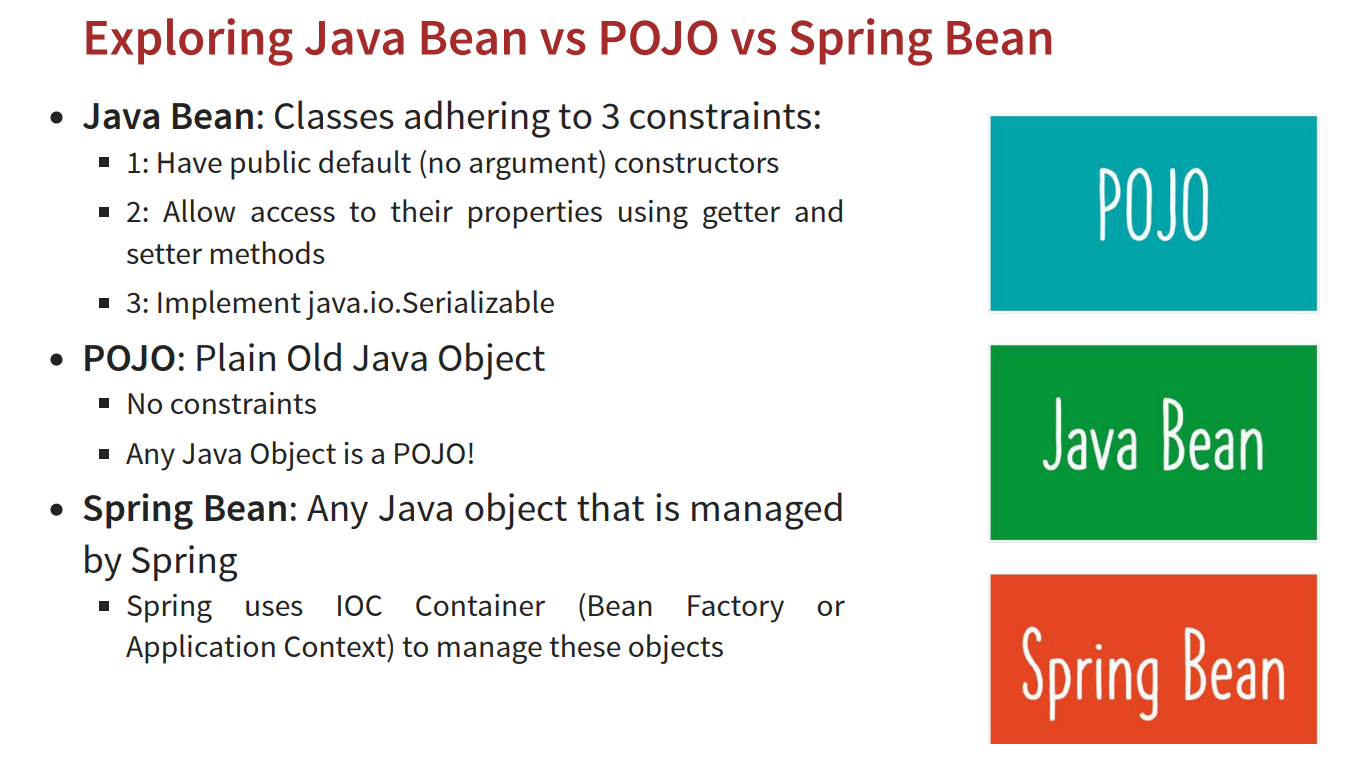 Exploring Java Bean vs POJO vs Spring Bean
• Java Bean: Classes adhering to 3 constraints:
▪ 1: Have public default (no argument) constructors
▪ 2: Allow access to their properties using getter and
setter methods
▪ 3: Implement java.io.Serializable
• POJO: Plain Old Java Object
▪ No constraints
▪ Any Java Object is a POJO!
• Spring Bean: Any Java object that is managed
by Spring
▪ Spring uses IOC Container (Bean Factory or
Application Context) to manage these objects
POJO
Java Bean
Spring Bean